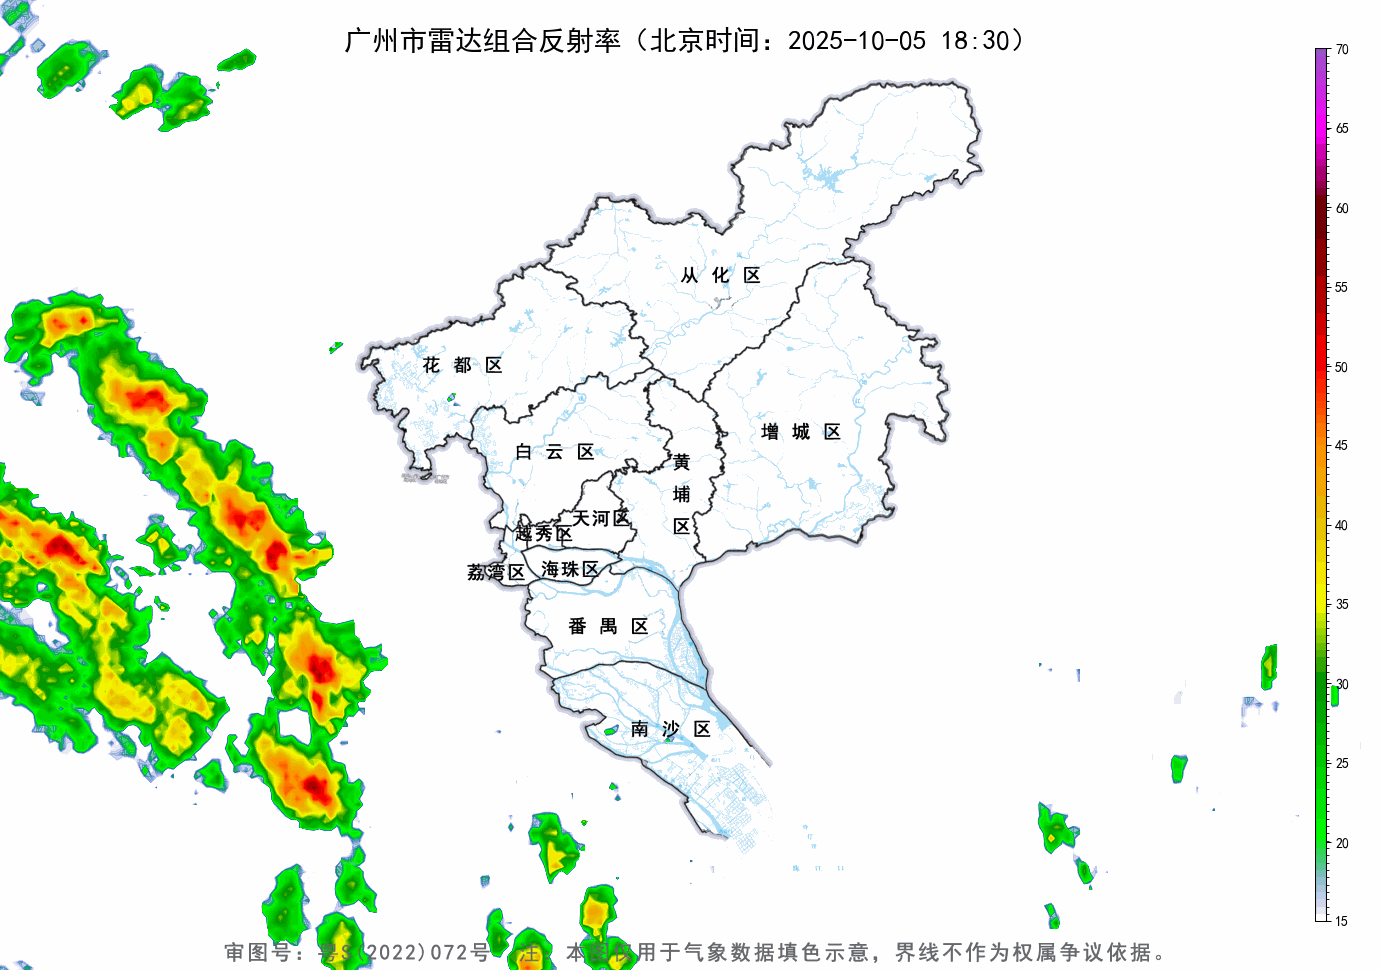 广州市雷达组合反射率（北京时间：2025-10-05 18:30）
70
65
60
55
50
45
40
35
30
25
20
15
从化区
花都区
增城区
白云区
黄埔区
天河区
越秀区
荔湾区
海珠区
番禺区
南沙区
审图号：粤S(2022)072号 注：本图仅用于气象数据填色示意，界线不作为权属争议依据。